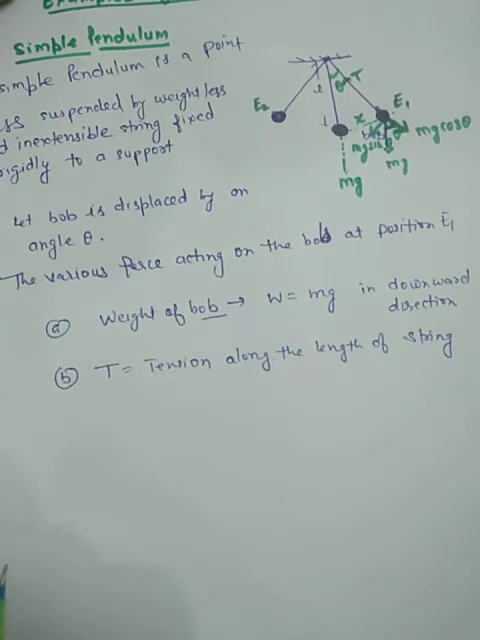 Simple Pendulum
simple Pendulum is a point
suspended by weightless
inextensible string fixed
rigidly to a support
Let bob is displaced by an
angle θ.
The various force acting on the bob at position E₁
(a) Weight of bob → W = mg in downward
direction
(b) T = Tension along the length of string
E₂
l
θ
T
E₁
x
mg cosθ
mg sinθ
mg
mg